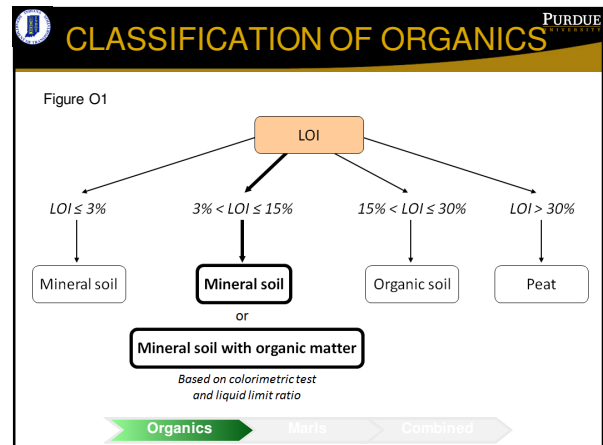 PURDUE
UNIVERSITY
CLASSIFICATION OF ORGANICS
Figure O1
LOI
LOI ≤ 3%
3% < LOI ≤ 15%
15% < LOI ≤ 30%
LOI > 30%
Mineral soil
Mineral soil
Organic soil
Peat
or
Mineral soil with organic matter
Based on colorimetric test
and liquid limit ratio
Organics
Marls
Combined